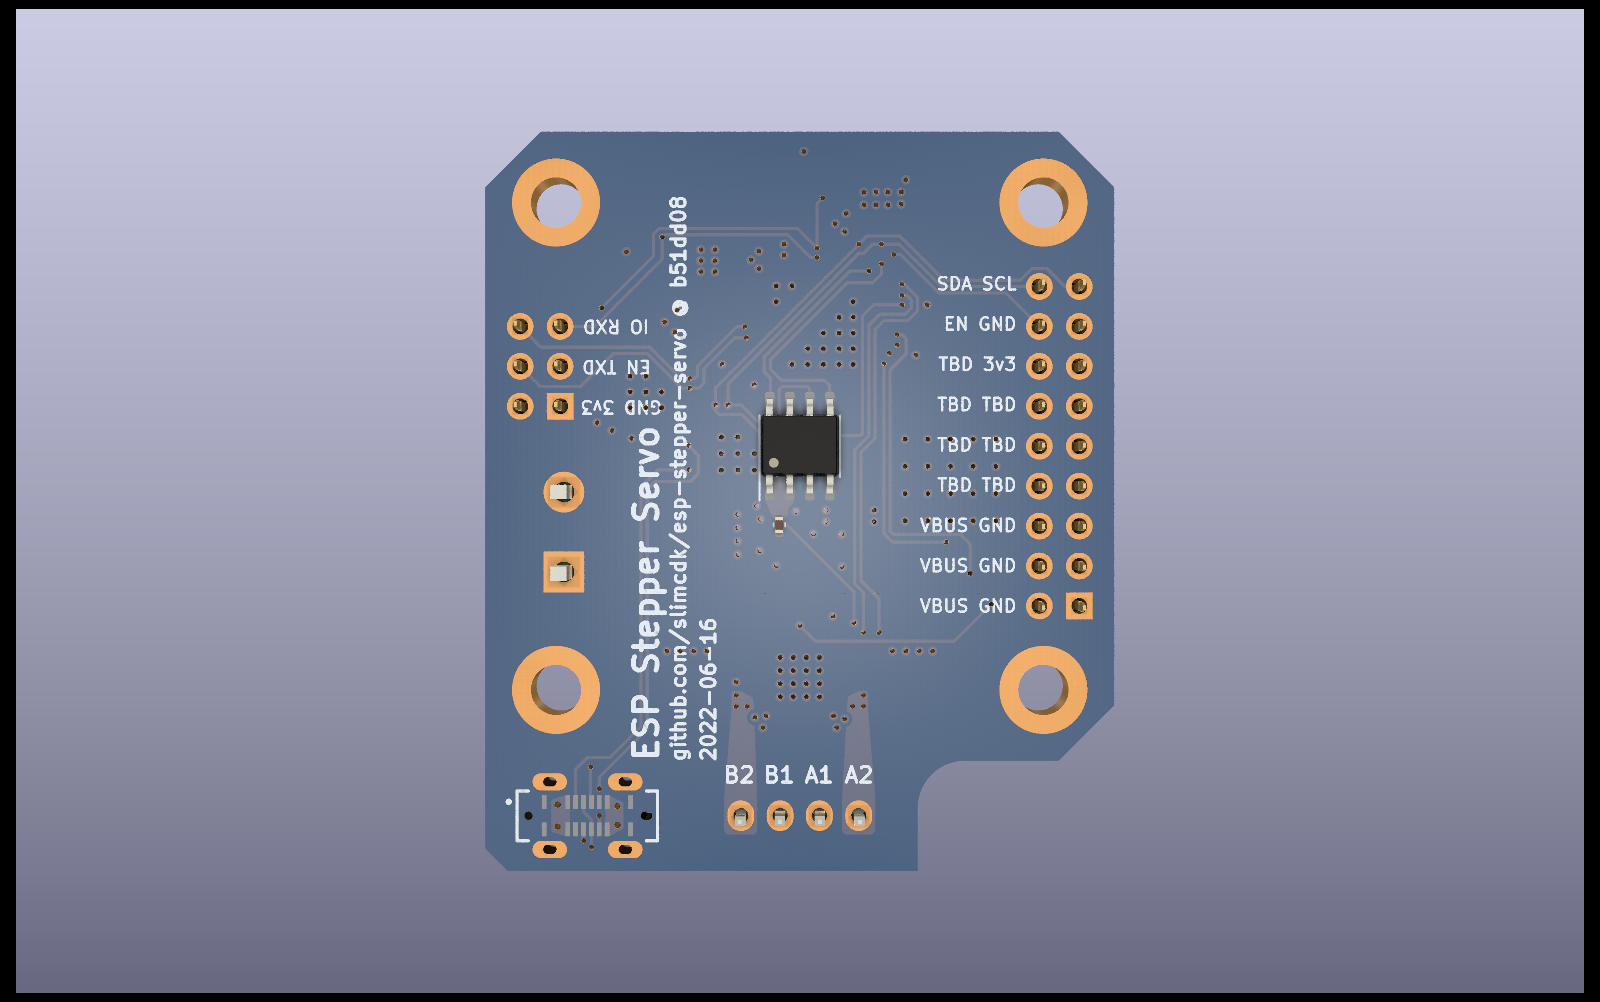 ESP Stepper Servo
github.com/slimcdk/esp-stepper-servo @ b51dd08
2022-06-16
IO RXD
EN TXD
GND 3v3
SDA SCL
EN GND
TBD 3v3
TBD TBD
TBD TBD
TBD TBD
VBUS GND
VBUS GND
VBUS GND
B2 B1 A1 A2